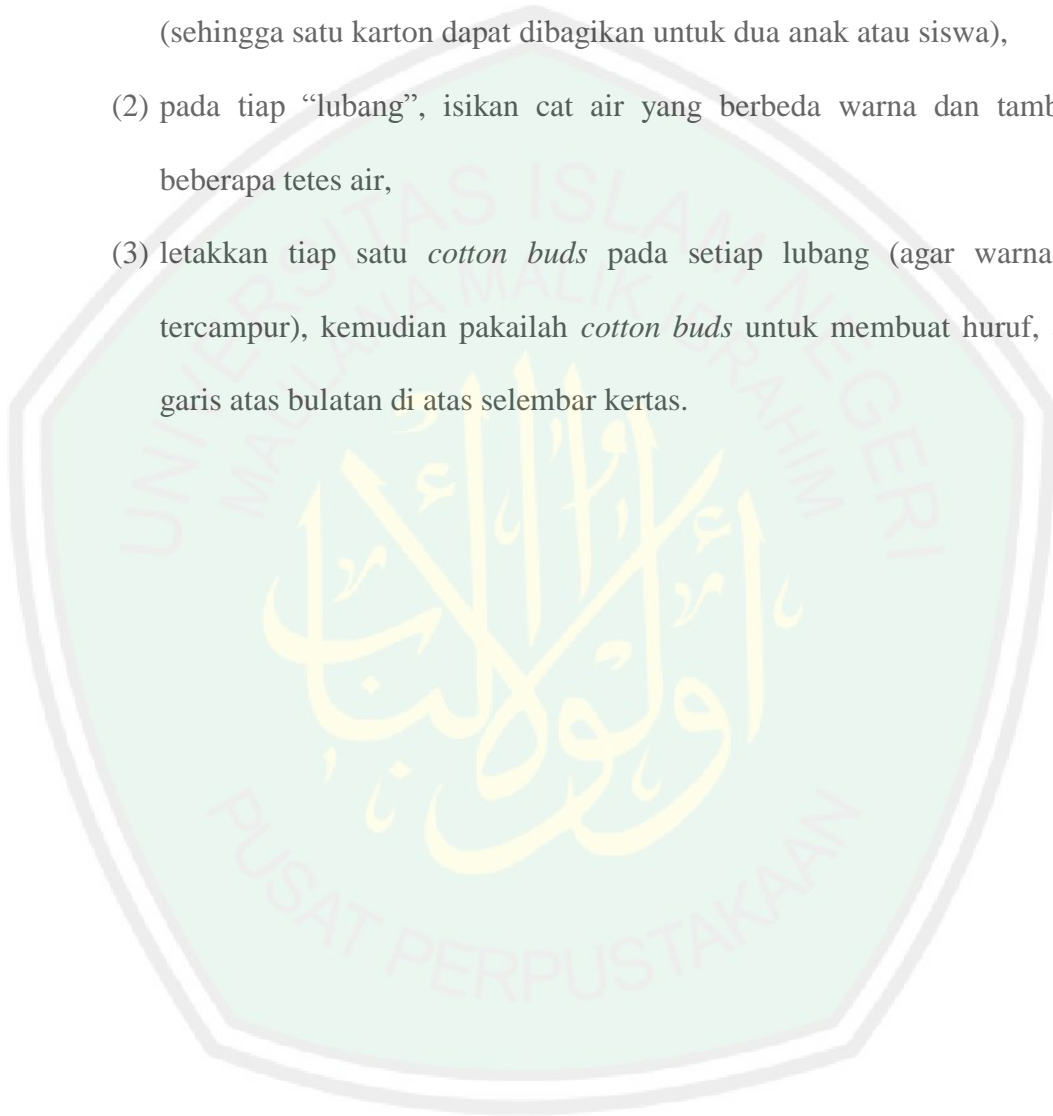 (sehingga satu karton dapat dibagikan untuk dua anak atau siswa),
(2) pada tiap “lubang”, isikan cat air yang berbeda warna dan tamb
beberapa tetes air,
(3) letakkan tiap satu cotton buds pada setiap lubang (agar warna
tercampur), kemudian pakailah cotton buds untuk membuat huruf,
garis atas bulatan di atas selembar kertas.
UNIVERSITAS ISLAM NEGERI
MAULANA MALIK IBRAHIM
PUSAT PERPUSTAKAAN